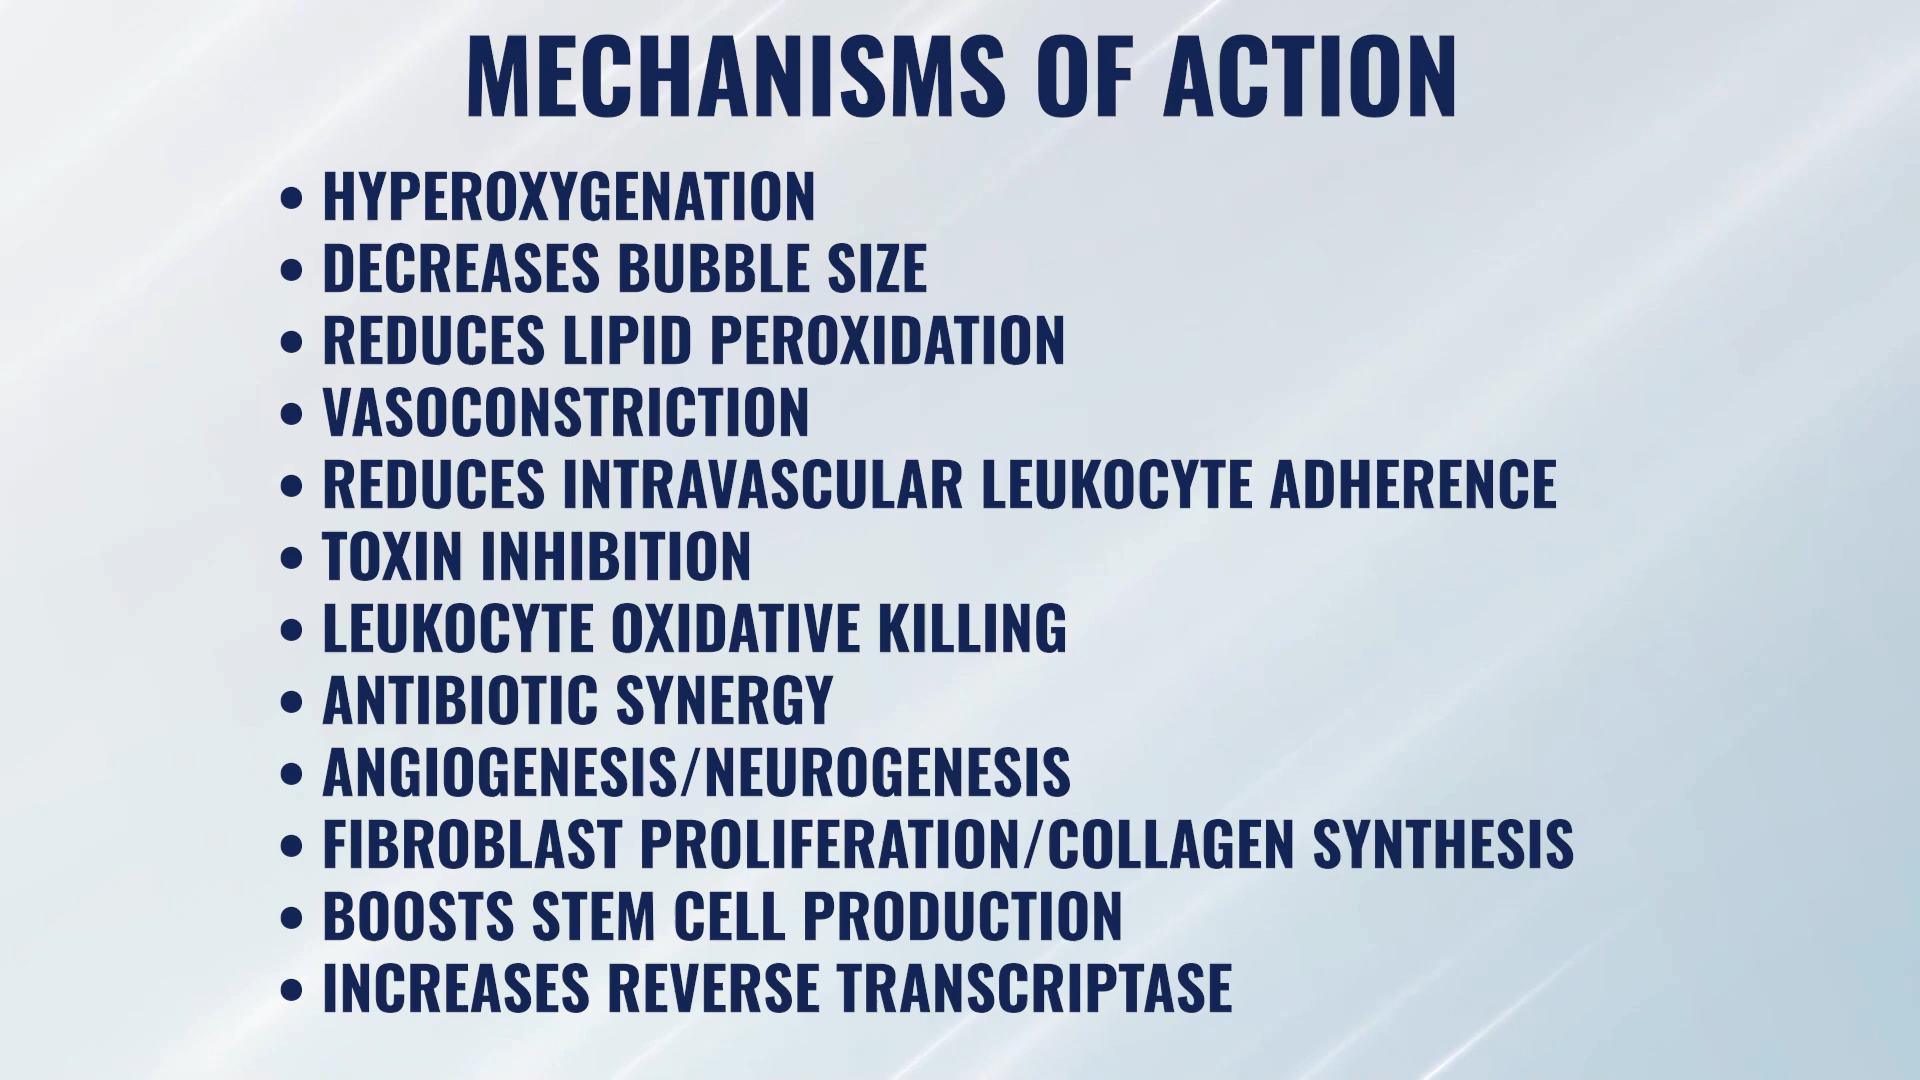 MECHANISMS OF ACTION
• HYPEROXYGENATION
• DECREASES BUBBLE SIZE
• REDUCES LIPID PEROXIDATION
• VASOCONSTRICTION
• REDUCES INTRAVASCULAR LEUKOCYTE ADHERENCE
• TOXIN INHIBITION
• LEUKOCYTE OXIDATIVE KILLING
• ANTIBIOTIC SYNERGY
• ANGIOGENESIS/NEUROGENESIS
• FIBROBLAST PROLIFERATION/COLLAGEN SYNTHESIS
• BOOSTS STEM CELL PRODUCTION
• INCREASES REVERSE TRANSCRIPTASE